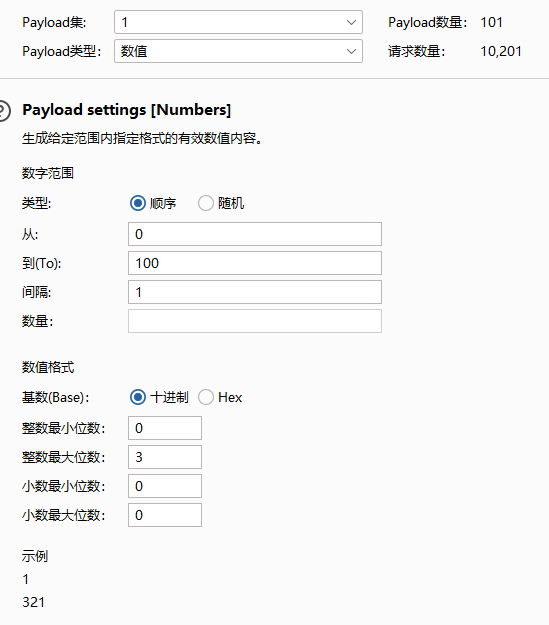 Payload集： 1 Payload数量： 101
Payload类型： 数值 请求数量： 10,201
? Payload settings [Numbers]
生成给定范围内指定格式的有效数值内容。
数字范围
类型: 顺序 随机
从: 0
到(To): 100
间隔: 1
数量：
数值格式
基数(Base)： 十进制 Hex
整数最小位数： 0
整数最大位数： 3
小数最小位数： 0
小数最大位数： 0
示例
1
321